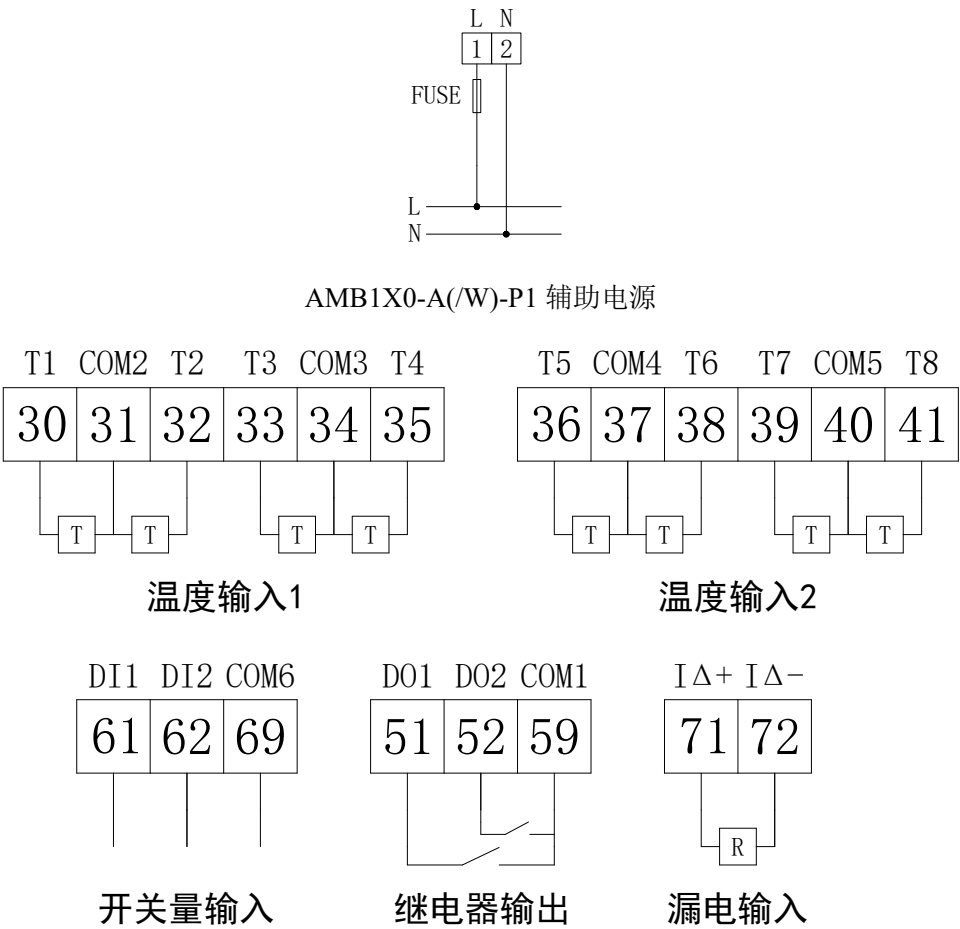 L N
1 2
FUSE
L
N
AMB1X0-A(/W)-P1 辅助电源
T1 COM2 T2 T3 COM3 T4
30 31 32 33 34 35
T T T T
温度输入1
T5 COM4 T6 T7 COM5 T8
36 37 38 39 40 41
T T T T
温度输入2
DI1 DI2 COM6
61 62 69
开关量输入
DO1 DO2 COM1
51 52 59
继电器输出
IΔ+ IΔ-
71 72
R
漏电输入